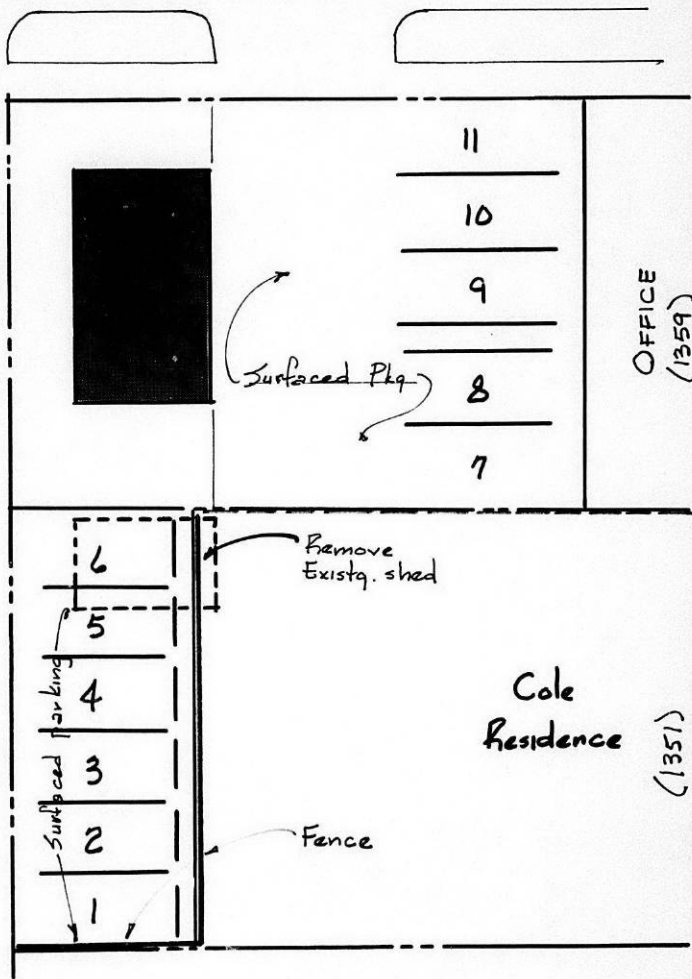 11
10
9
8
7
OFFICE
(1359)
Surfaced Pkg
6
5
4
3
2
1
Remove
Existg. shed
Surfaced parking
Cole
Residence
(1351)
Fence